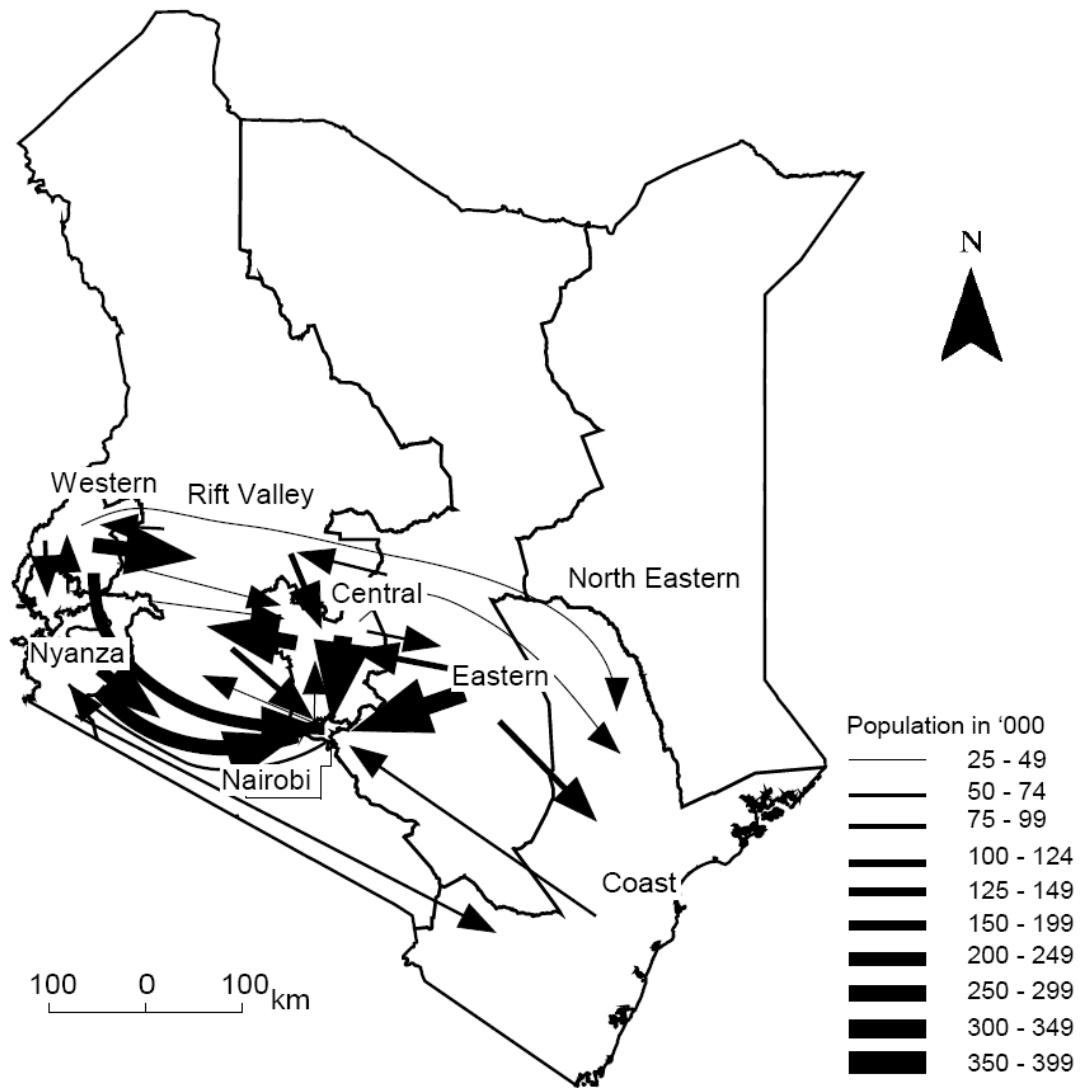 N
Western
Rift Valley
North Eastern
Central
Nyanza
Eastern
Nairobi
Coast
Population in ‘000
25 - 49
50 - 74
75 - 99
100 - 124
125 - 149
150 - 199
200 - 249
250 - 299
300 - 349
350 - 399
100 0 100 km